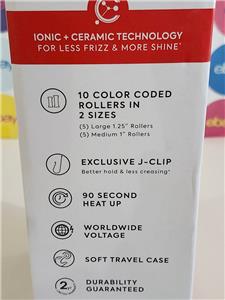 IONIC + CERAMIC TECHNOLOGY
FOR LESS FRIZZ & MORE SHINE*
10 COLOR CODED
ROLLERS IN
2 SIZES
(5) Large 1.25" Rollers
(5) Medium 1" Rollers
EXCLUSIVE J-CLIP
Better hold & less creasing*
90 SECOND
HEAT UP
WORLDWIDE
VOLTAGE
SOFT TRAVEL CASE
2
DURABILITY
GUARANTEED